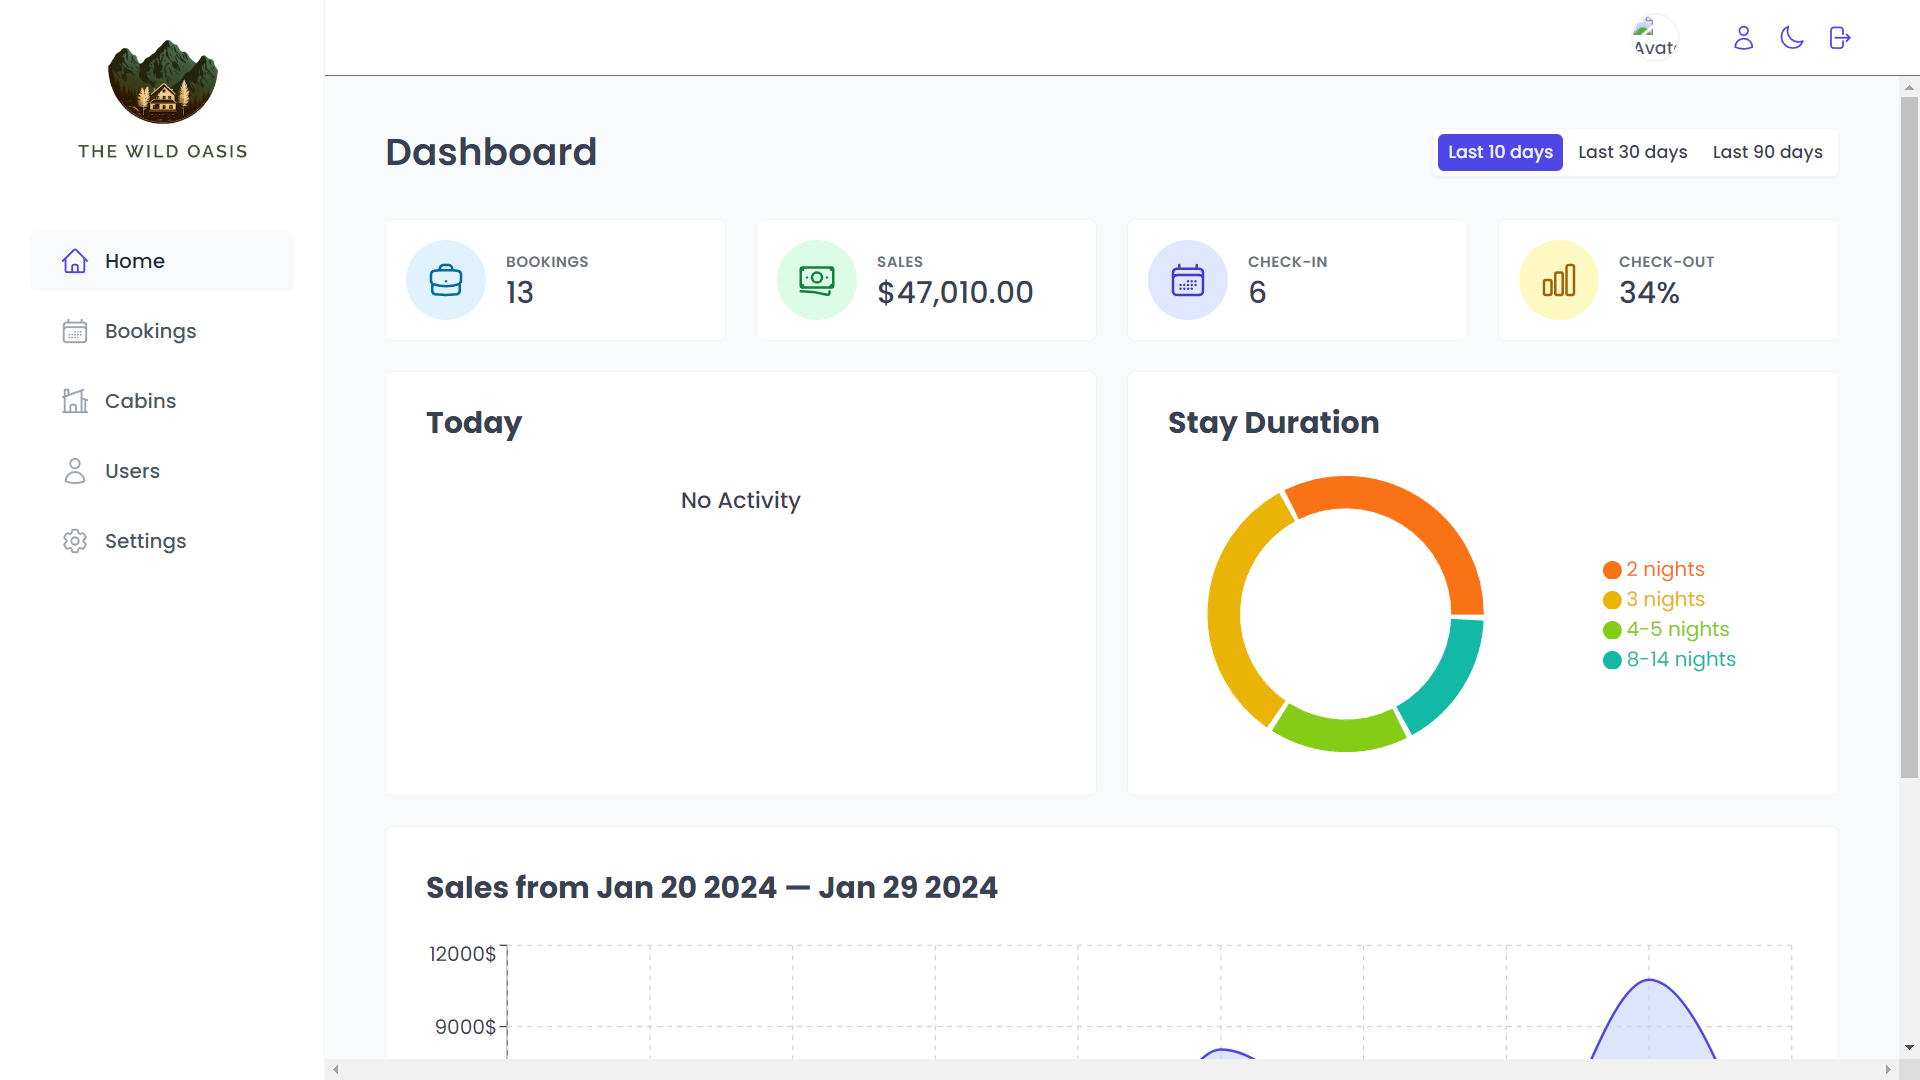 THE WILD OASIS
Home
Bookings
Cabins
Users
Settings
Avat
Dashboard
Last 10 days
Last 30 days
Last 90 days
BOOKINGS
13
SALES
$47,010.00
CHECK-IN
6
CHECK-OUT
34%
Today
No Activity
Stay Duration
2 nights
3 nights
4-5 nights
8-14 nights
Sales from Jan 20 2024 — Jan 29 2024
12000$
9000$